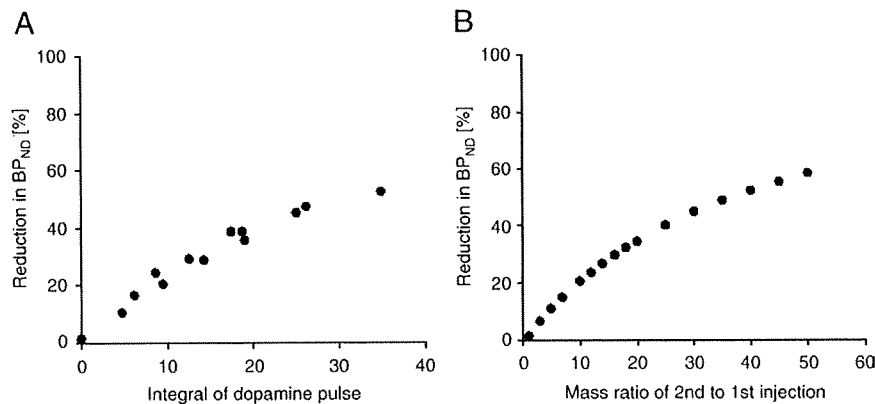 A
Reduction in BP_ND [%]
100
80
60
40
20
0
0 10 20 30 40
Integral of dopamine pulse
B
Reduction in BP_ND [%]
100
80
60
40
20
0
0 10 20 30 40 50 60
Mass ratio of 2nd to 1st injection